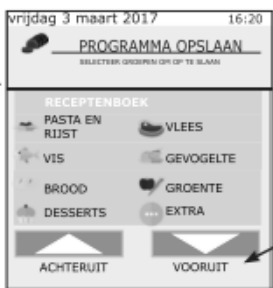 vrijdag 3 maart 2017 16:20
PROGRAMMA OPSLAAN
SELECTEER GROEPEN OM OP TE SLAAN
RECEPTENBOEK
PASTA EN RIJST VLEES
VIS GEVOGELTE
BROOD GROENTE
DESSERTS EXTRA
ACHTERUIT VOORUIT